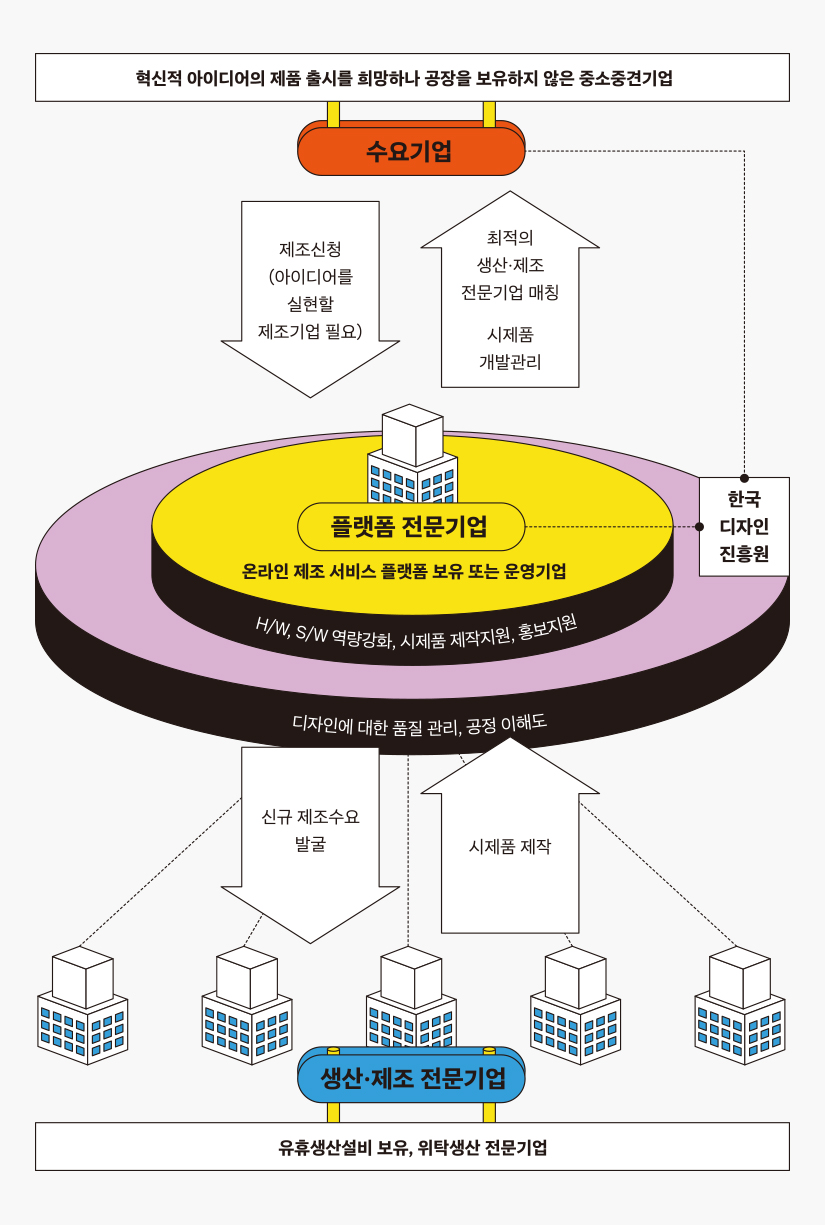 혁신적 아이디어의 제품 출시를 희망하나 공장을 보유하지 않은 중소중견기업
수요기업
제조신청
(아이디어를
실현할
제조기업 필요)
최적의
생산·제조
전문기업 매칭
시제품
개발관리
한국
디자인
진흥원
플랫폼 전문기업
온라인 제조 서비스 플랫폼 보유 또는 운영기업
H/W, S/W 역량강화, 시제품 제작지원, 홍보지원
디자인에 대한 품질 관리, 공정 이해도
신규 제조수요
발굴
시제품 제작
생산·제조 전문기업
유휴생산설비 보유, 위탁생산 전문기업